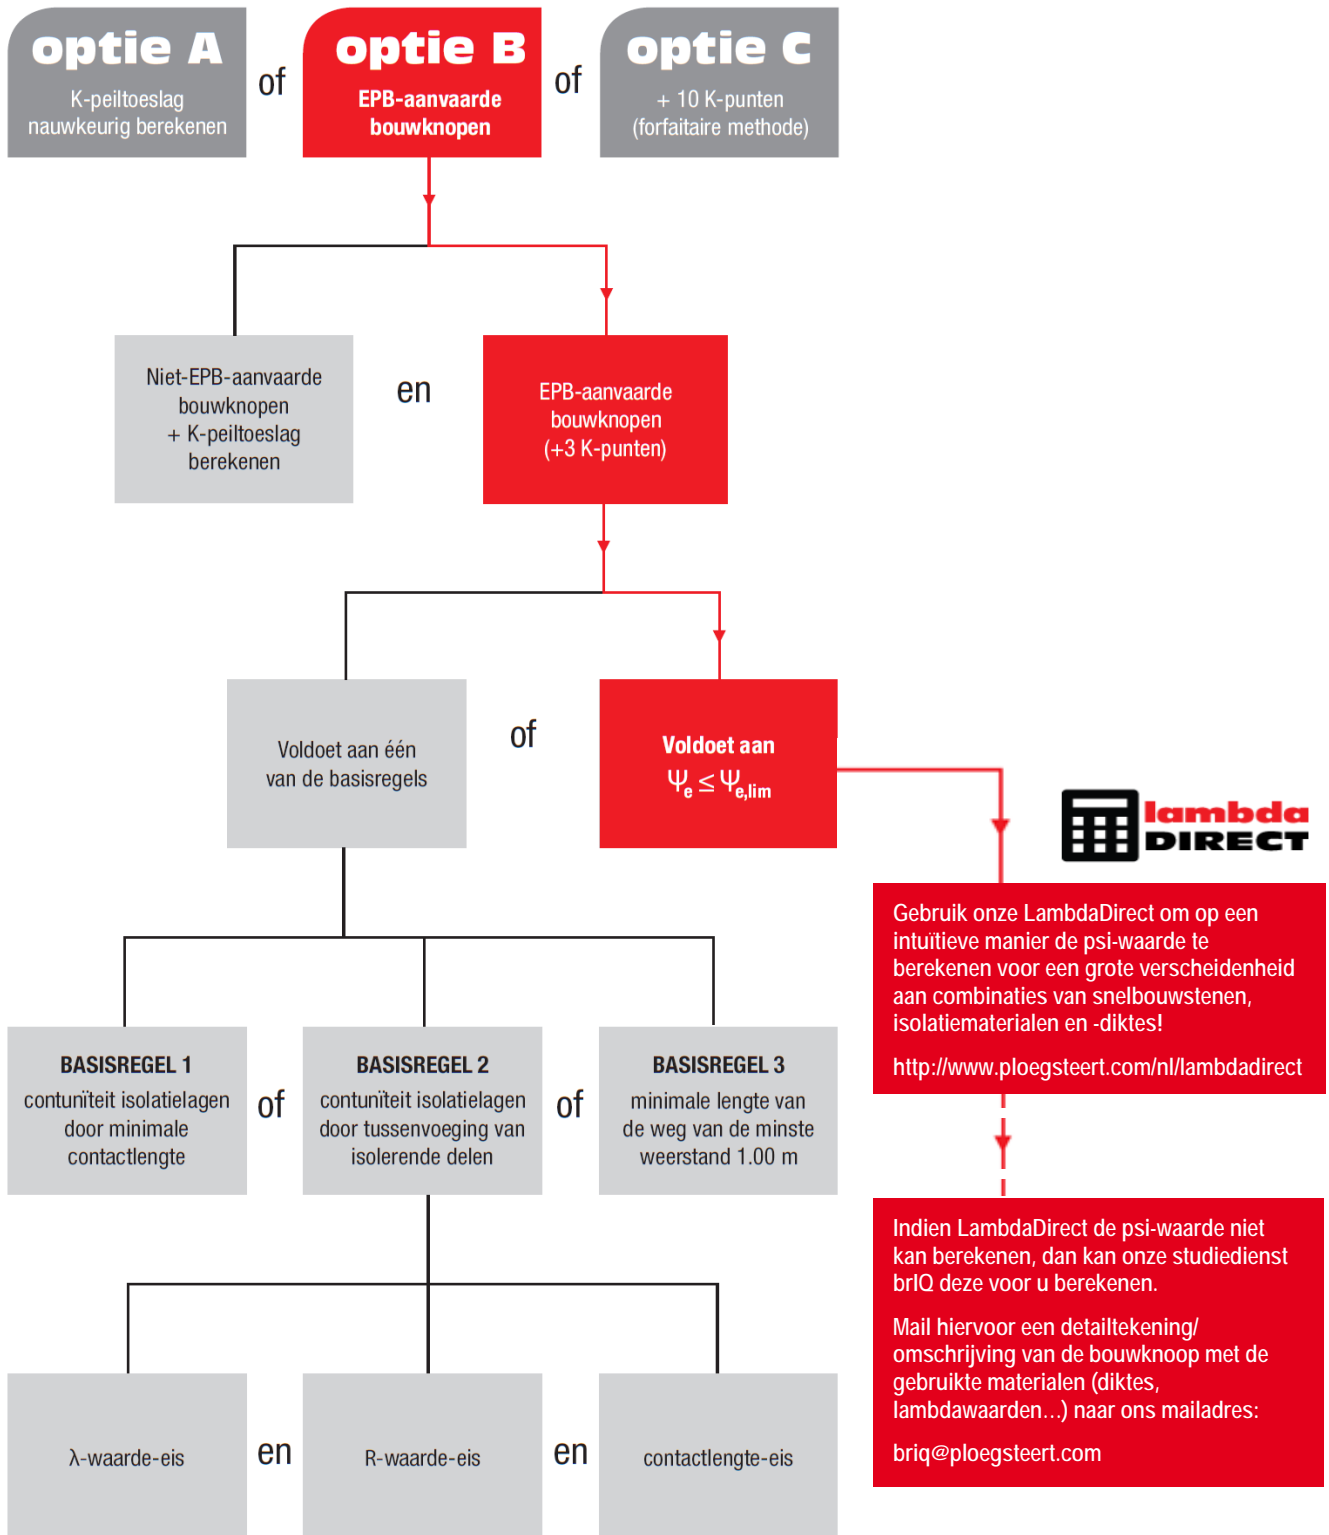 optie A
K-peiltoeslag
nauwkeurig berekenen
of
optie B
EPB-aanvaarde
bouwknopen
of
optie C
+ 10 K-punten
(forfaitaire methode)
Niet-EPB-aanvaarde
bouwknopen
+ K-peiltoeslag
berekenen
en
EPB-aanvaarde
bouwknopen
(+3 K-punten)
Voldoet aan één
van de basisregels
of
Voldoet aan
Ψe ≤ Ψe,lim
lambda
DIRECT
Gebruik onze LambdaDirect om op een
intuïtieve manier de psi-waarde te
berekenen voor een grote verscheidenheid
aan combinaties van snelbouwstenen,
isolatiematerialen en -diktes!
http://www.ploegsteert.com/nl/lambdadirect
BASISREGEL 1
contunïteit isolatielagen
door minimale
contactlengte
of
BASISREGEL 2
contunïteit isolatielagen
door tussenvoeging van
isolerende delen
of
BASISREGEL 3
minimale lengte van
de weg van de minste
weerstand 1.00 m
Indien LambdaDirect de psi-waarde niet
kan berekenen, dan kan onze studiedienst
brIQ deze voor u berekenen.
Mail hiervoor een detailtekening/
omschrijving van de bouwknoop met de
gebruikte materialen (diktes,
lambdawaarden...) naar ons mailadres:
briq@ploegsteert.com
λ-waarde-eis
en
R-waarde-eis
en
contactlengte-eis